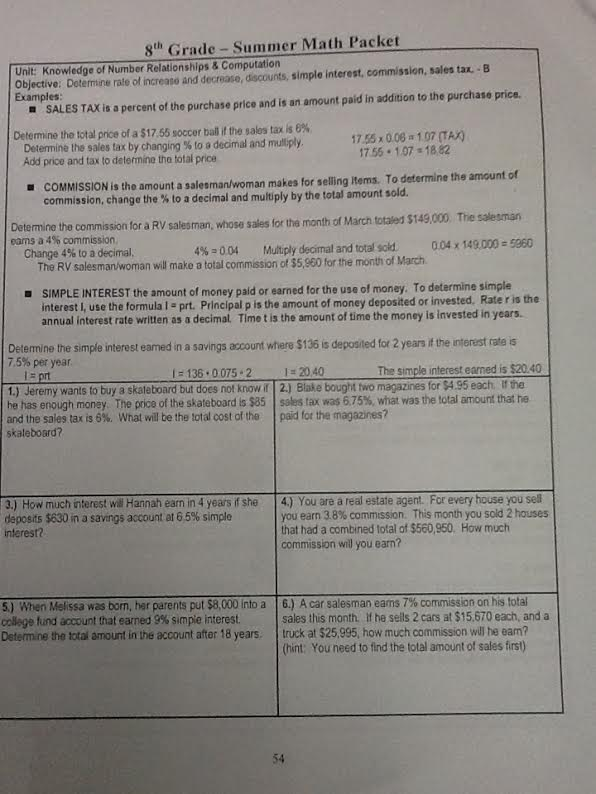 8th Grade – Summer Math Packet
Unit: Knowledge of Number Relationships & Computation
Objective: Determine rate of increase and decrease, discounts, simple interest, commission, sales tax. - B
Examples:
■ SALES TAX is a percent of the purchase price and is an amount paid in addition to the purchase price.
Determine the total price of a $17.55 soccer ball if the sales tax is 6%.
Determine the sales tax by changing % to a decimal and multiply. 17.55 x 0.06 = 1.07 (TAX)
Add price and tax to determine the total price. 17.55 + 1.07 = 18.82
■ COMMISSION is the amount a salesman/woman makes for selling items. To determine the amount of
commission, change the % to a decimal and multiply by the total amount sold.
Determine the commission for a RV salesman, whose sales for the month of March totaled $149,000. The salesman
earns a 4% commission.
Change 4% to a decimal. 4% = 0.04 Multiply decimal and total sold. 0.04 x 149,000 = 5960
The RV salesman/woman will make a total commission of $5,960 for the month of March.
■ SIMPLE INTEREST the amount of money paid or earned for the use of money. To determine simple
interest I, use the formula I = prt. Principal p is the amount of money deposited or invested. Rate r is the
annual interest rate written as a decimal. Time t is the amount of time the money is invested in years.
Determine the simple interest earned in a savings account where $136 is deposited for 2 years if the interest rate is
7.5% per year.
I = prt I = 136 • 0.075 • 2 I = 20.40 The simple interest earned is $20.40
1.) Jeremy wants to buy a skateboard but does not know if
he has enough money. The price of the skateboard is $85
and the sales tax is 6%. What will be the total cost of the
skateboard?
2.) Blake bought two magazines for $4.95 each. If the
sales tax was 6.75%, what was the total amount that he
paid for the magazines?
3.) How much interest will Hannah earn in 4 years if she
deposits $630 in a savings account at 6.5% simple
interest?
4.) You are a real estate agent. For every house you sell
you earn 3.8% commission. This month you sold 2 houses
that had a combined total of $560,950. How much
commission will you earn?
5.) When Melissa was born, her parents put $8,000 into a
college fund account that earned 9% simple interest.
Determine the total amount in the account after 18 years.
6.) A car salesman earns 7% commission on his total
sales this month. If he sells 2 cars at $15,670 each, and a
truck at $25,995, how much commission will he earn?
(hint: You need to find the total amount of sales first)
54